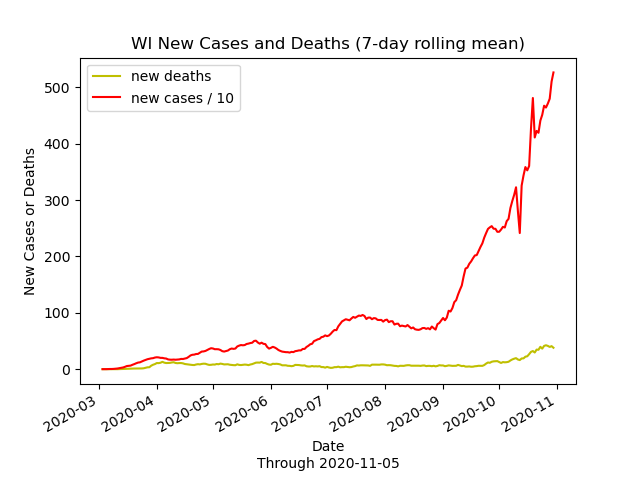 WI New Cases and Deaths (7-day rolling mean)
new deaths
new cases / 10
New Cases or Deaths
500
400
300
200
100
0
2020-03
2020-04
2020-05
2020-06
2020-07
2020-08
2020-09
2020-10
2020-11
Date
Through 2020-11-05